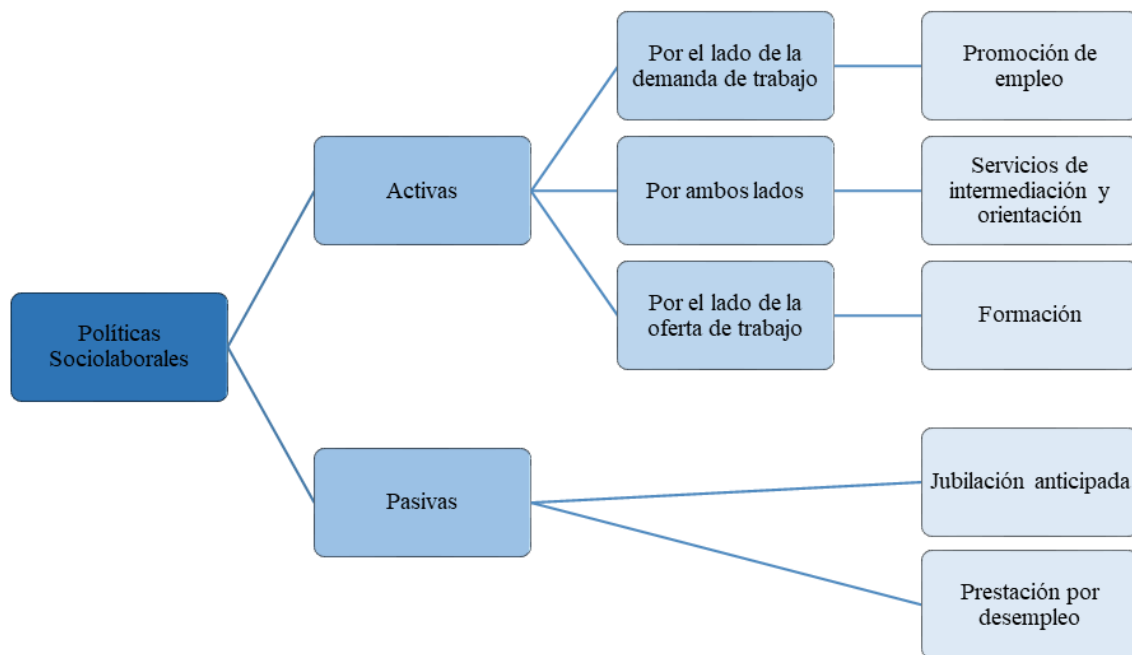 Políticas
Sociolaborales
Activas
Por el lado de la
demanda de trabajo
Promoción de
empleo
Por ambos lados
Servicios de
intermediación y
orientación
Por el lado de la
oferta de trabajo
Formación
Pasivas
Jubilación anticipada
Prestación por
desempleo